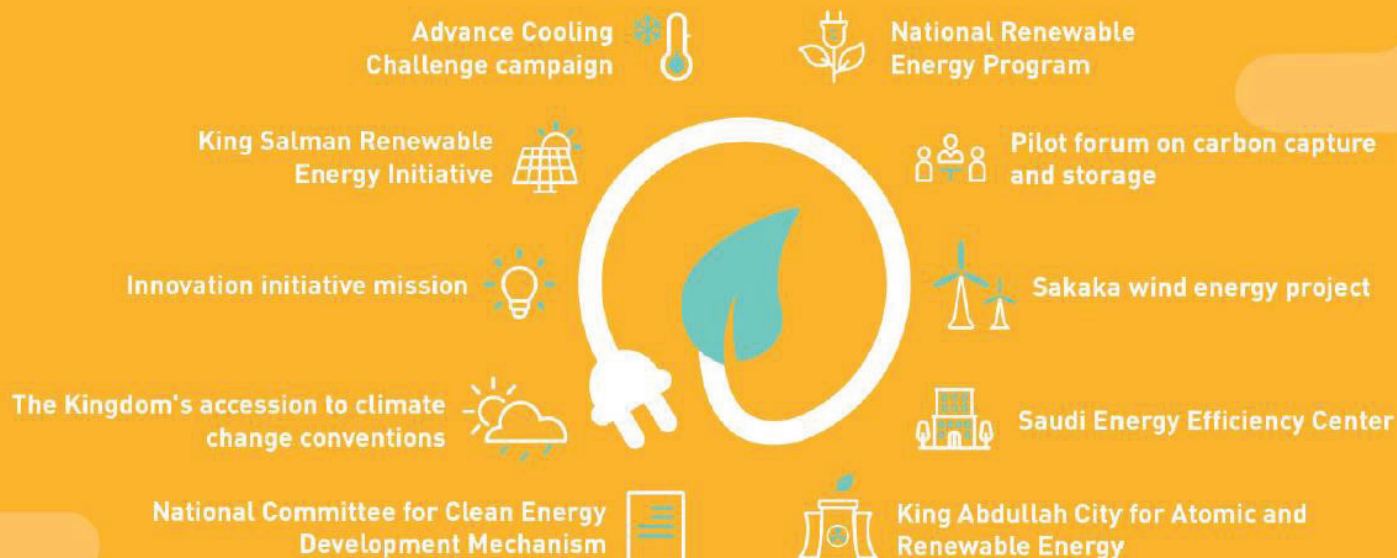 Advance Cooling
Challenge campaign
National Renewable
Energy Program
King Salman Renewable
Energy Initiative
Pilot forum on carbon capture
and storage
Innovation initiative mission
Sakaka wind energy project
The Kingdom's accession to climate
change conventions
Saudi Energy Efficiency Center
National Committee for Clean Energy
Development Mechanism
King Abdullah City for Atomic and
Renewable Energy